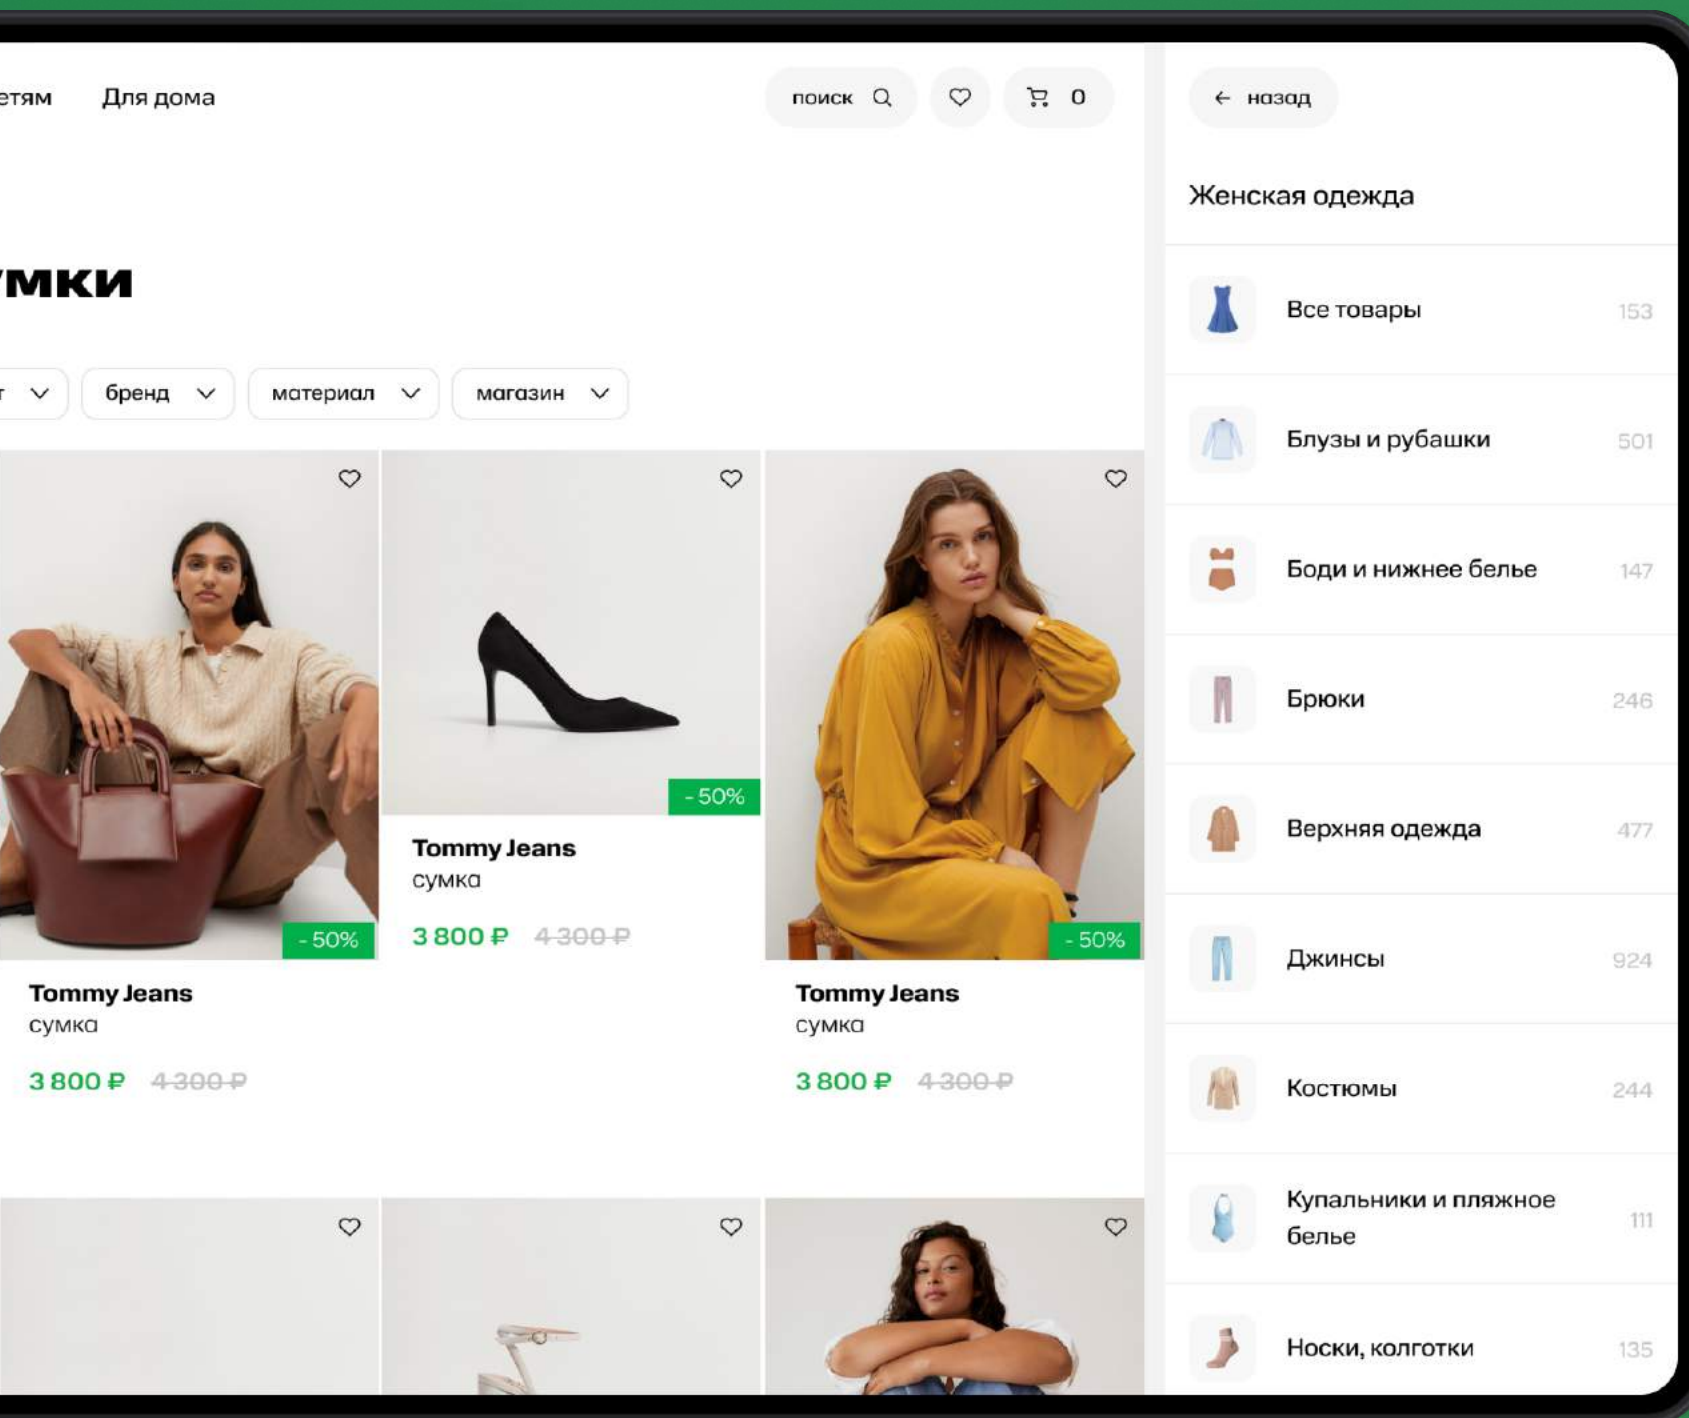 етям
Для дома
поиск
0
назад
Женская одежда
умки
т
бренд
материал
магазин
- 50%
Tommy Jeans
сумка
3 800 ₽ 4 300 ₽
- 50%
Tommy Jeans
сумка
3 800 ₽ 4 300 ₽
- 50%
Tommy Jeans
сумка
3 800 ₽ 4 300 ₽
Все товары 153
Блузы и рубашки 501
Боди и нижнее белье 147
Брюки 246
Верхняя одежда 477
Джинсы 924
Костюмы 244
Купальники и пляжное
белье 111
Носки, колготки 135